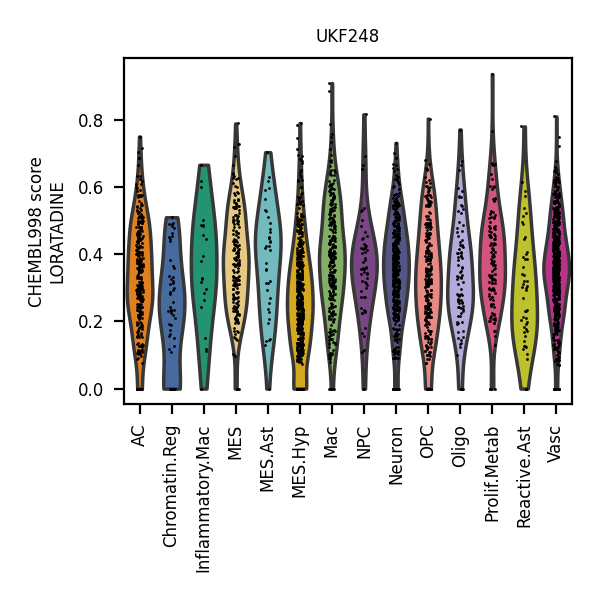 UKF248
CHEMBL998 score
LORATADINE
0.8
0.6
0.4
0.2
0.0
AC
Chromatin.Reg
Inflammatory.Mac
MES
MES.Ast
MES.Hyp
Mac
NPC
Neuron
OPC
Oligo
Prolif.Metab
Reactive.Ast
Vasc